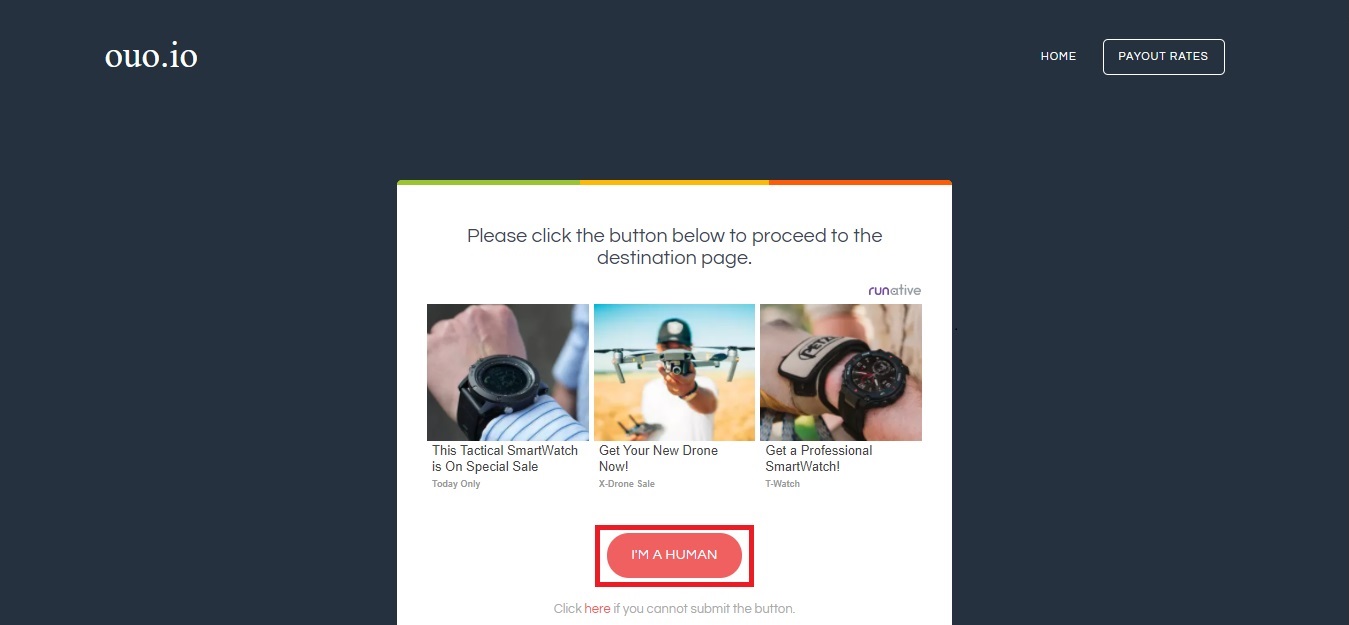 ouo.io
HOME
PAYOUT RATES
Please click the button below to proceed to the
destination page.
runative
PETZL
This Tactical SmartWatch
is On Special Sale
Today Only
Get Your New Drone
Now!
X-Drone Sale
Get a Professional
SmartWatch!
T-Watch
I'M A HUMAN
Click here if you cannot submit the button.